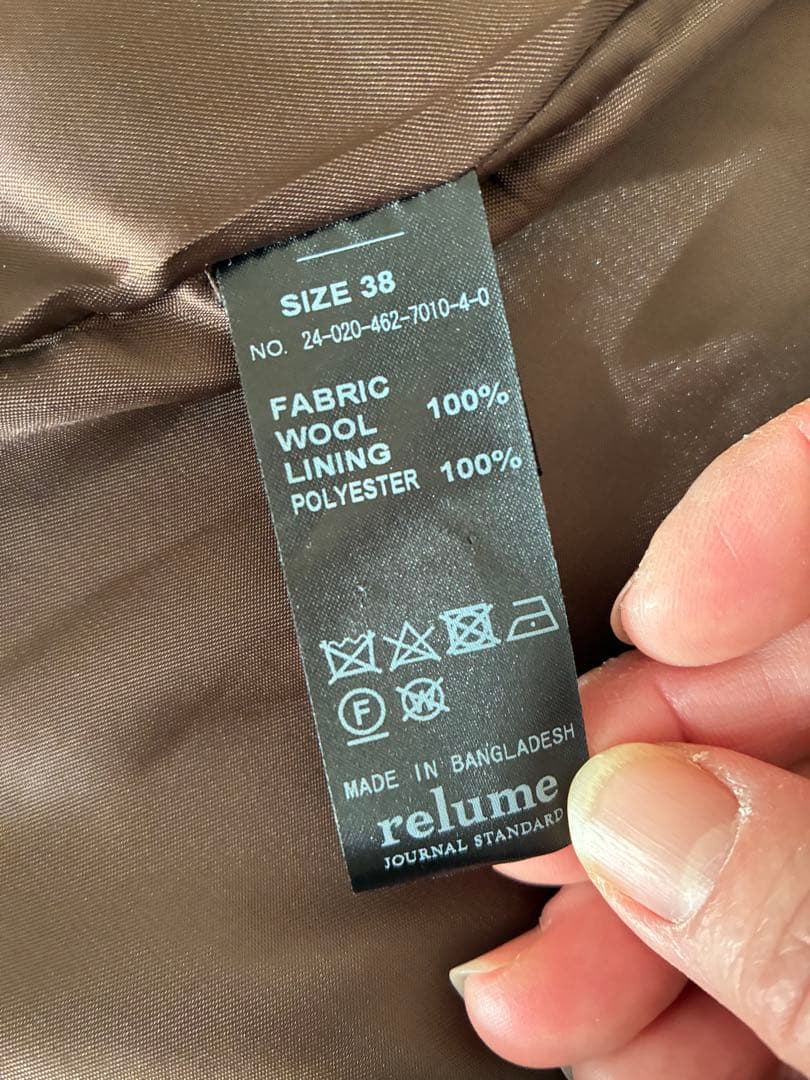 SIZE 38
NO. 24-020-462-7010-4-0
FABRIC
WOOL 100%
LINING
POLYESTER 100%
F W
MADE IN BANGLADESH
relume
JOURNAL STANDARD